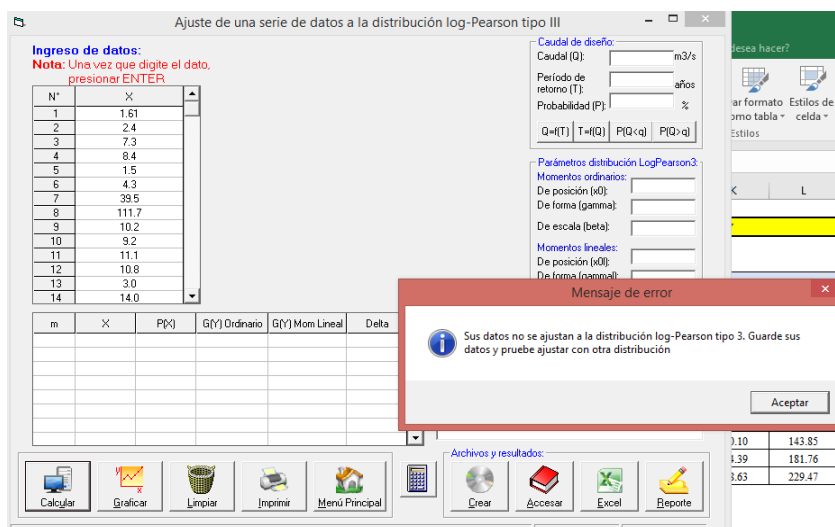 Ajuste de una serie de datos a la distribución log-Pearson tipo III
Ingreso de datos:
Nota: Una vez que digite el dato,
presionar ENTER
N° X
1 1.61
2 2.4
3 7.3
4 8.4
5 1.5
6 4.3
7 39.5
8 111.7
9 10.2
10 9.2
11 11.1
12 10.8
13 3.0
14 14.0
Caudal de diseño:
Caudal (Q): m3/s
Período de
retorno (T): años
Probabilidad (P): %
Q=f(T) T=f(Q) P(Q<q) P(Q>q)
Parámetros distribución LogPearson3:
Momentos ordinarios:
De posición (x0):
De forma (gamma):
De escala (beta):
Momentos lineales:
De posición (x0l):
De forma (gammal):
desea hacer?
ar formato Estilos de
omo tabla celda
Estilos
K L
Mensaje de error
Sus datos no se ajustan a la distribución log-Pearson tipo 3. Guarde sus
datos y pruebe ajustar con otra distribución
Aceptar
m X P(X) G(Y) Ordinario G(Y) Mom Lineal Delta
0.10 143.85
4.39 181.76
8.63 229.47
Calcular Graficar Limpiar Imprimir Menú Principal
Archivos y resultados:
Crear Accesar Excel Reporte